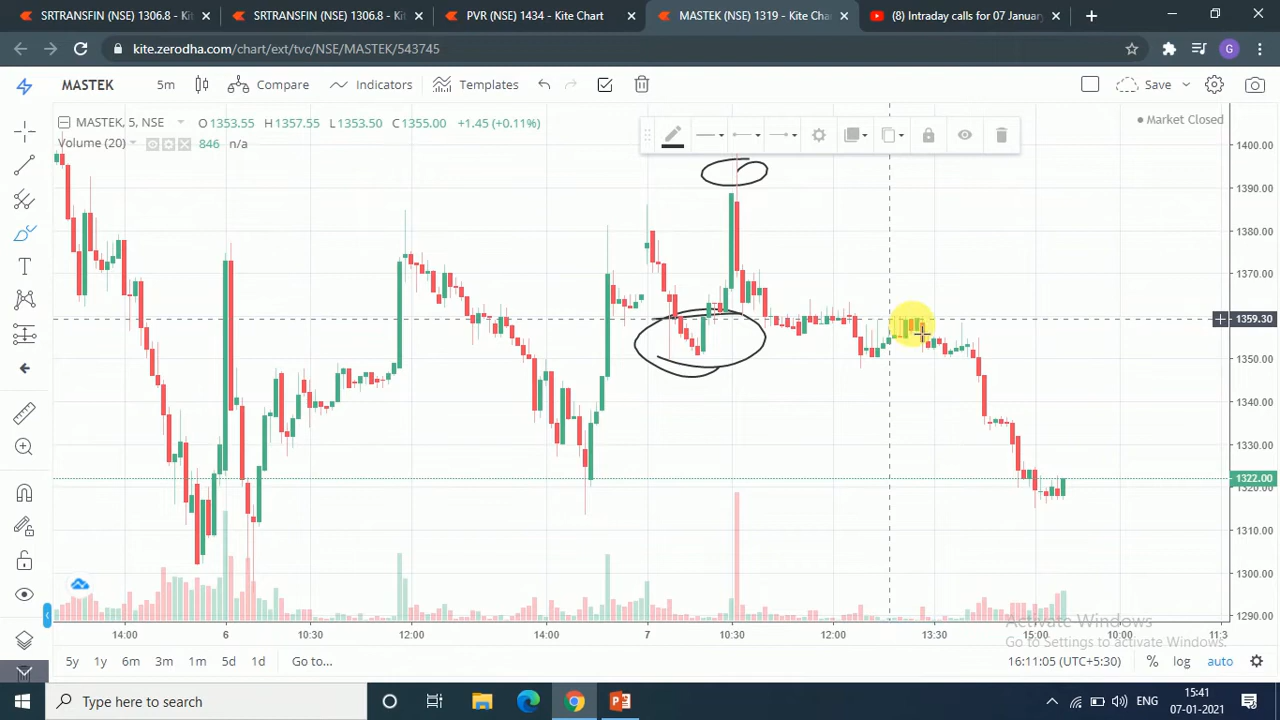 SRTRANSFIN (NSE) 1306.8 - Kit
SRTRANSFIN (NSE) 1306.8 - Kit
PVR (NSE) 1434 - Kite Chart
MASTEK (NSE) 1319 - Kite Cha
(8) Intraday calls for 07 January
kite.zerodha.com/chart/ext/tvc/NSE/MASTEK/543745
G
MASTEK
5m
Compare
Indicators
Templates
Save
MASTEK, 5, NSE
O1353.55 H1357.55 L1353.50 C1355.00 +1.45 (+0.11%)
Market Closed
Volume (20)
846 n/a
1400.00
1390.00
1380.00
1370.00
1359.30
1350.00
1340.00
1330.00
1322.00
1310.00
1300.00
1290.00
14:00
6
10:30
12:00
14:00
7
10:30
12:00
13:30
15:00
10:00
11:3
Activate Windows
Go to Settings to activate Windows.
5y
1y
6m
3m
1m
5d
1d
Go to...
16:11:05 (UTC+5:30)
%
log
auto
Type here to search
ENG
15:41
07-01-2021